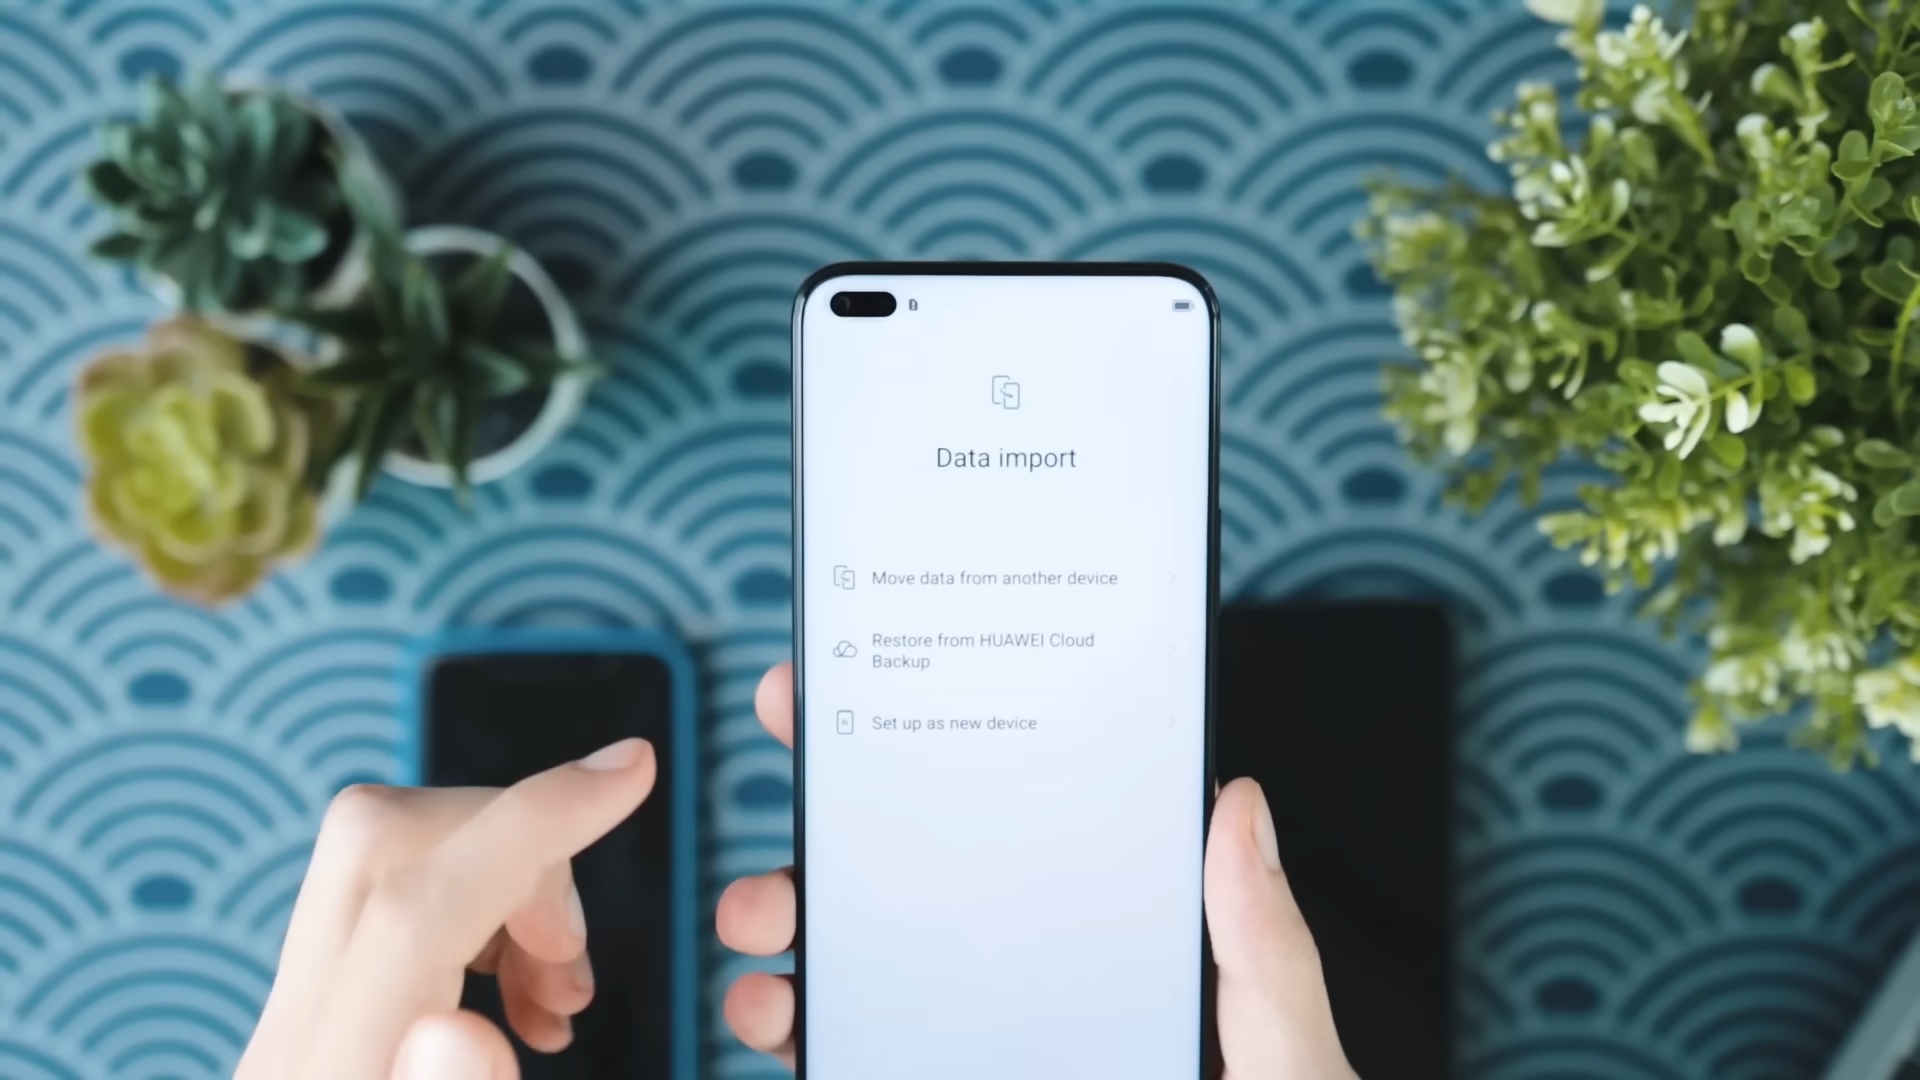 Data import
Move data from another device
Restore from HUAWEI Cloud
Backup
Set up as new device